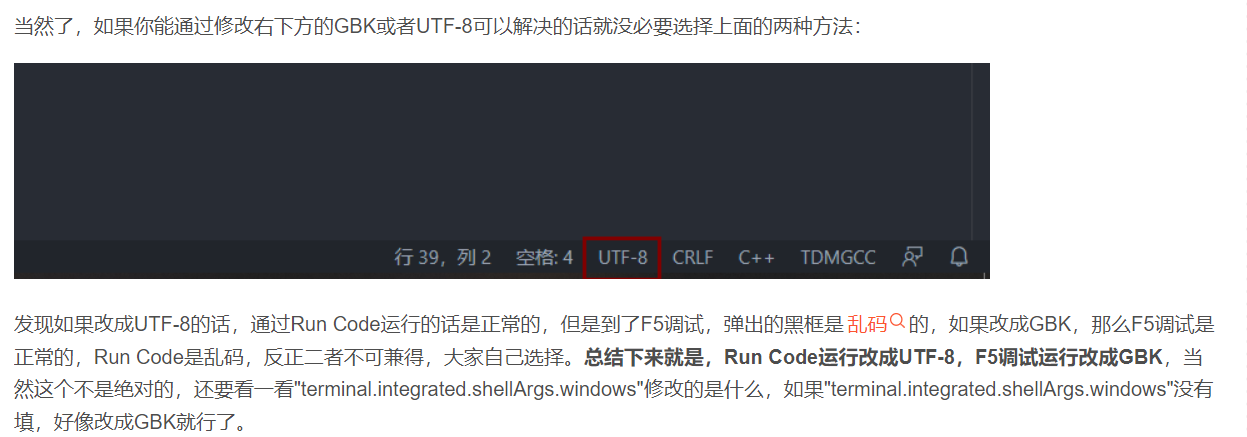 当然了，如果你能通过修改右下方的GBK或者UTF-8可以解决的话就没必要选择上面的两种方法：
行 39，列 2 空格: 4 UTF-8 CRLF C++ TDMGCC
发现如果改成UTF-8的话，通过Run Code运行的话是正常的，但是到了F5调试，弹出的黑框是乱码的，如果改成GBK，那么F5调试是
正常的，Run Code是乱码，反正二者不可兼得，大家自己选择。总结下来就是，Run Code运行改成UTF-8，F5调试运行改成GBK，当
然这个不是绝对的，还要看一看"terminal.integrated.shellArgs.windows"修改的是什么，如果"terminal.integrated.shellArgs.windows"没有
填，好像改成GBK就行了。